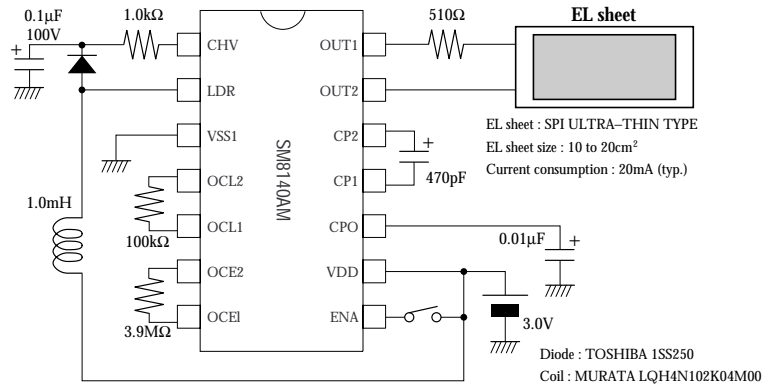 0.1µF
100V
+
1.0kΩ
510Ω
EL sheet
CHV
OUT1
LDR
OUT2
EL sheet : SPI ULTRA–THIN TYPE
VSS1
CP2
+
EL sheet size : 10 to 20cm²
SM8140AM
OCL2
CP1
470pF
Current consumption : 20mA (typ.)
1.0mH
OCL1
CPO
100kΩ
0.01µF
+
OCE2
VDD
OCEl
ENA
3.9MΩ
3.0V
Diode : TOSHIBA 1SS250
Coil : MURATA LQH4N102K04M00